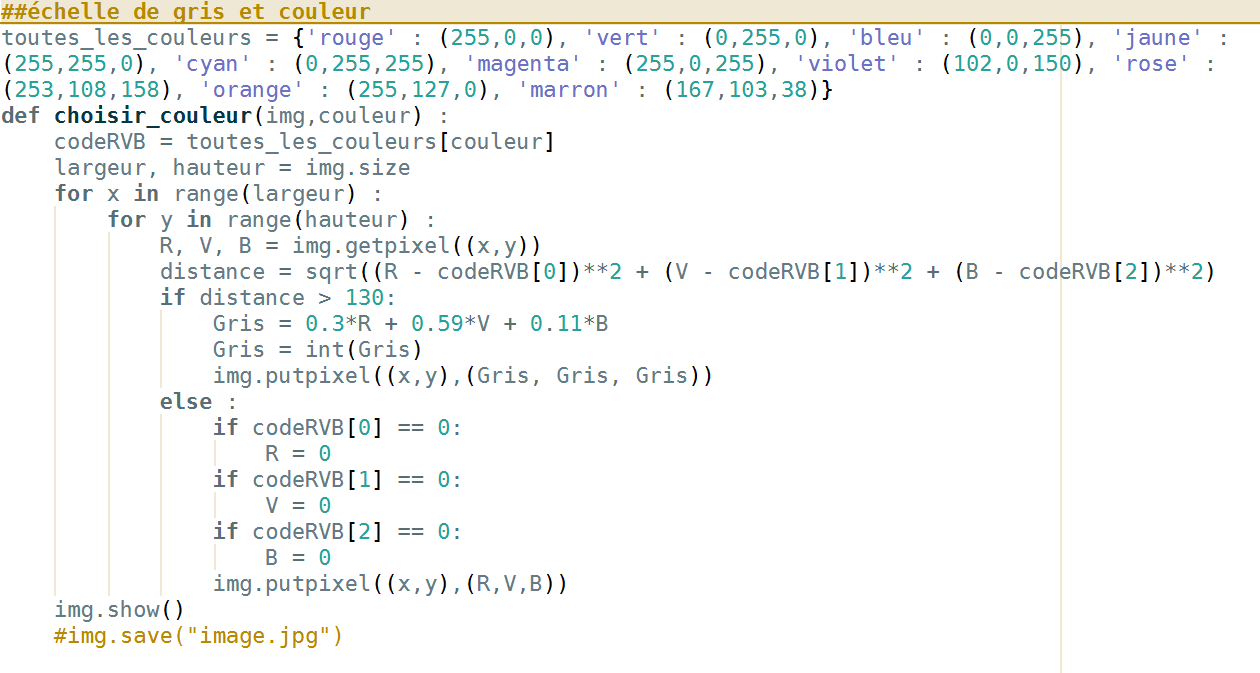 ##échelle de gris et couleur
toutes_les_couleurs = {'rouge' : (255,0,0), 'vert' : (0,255,0), 'bleu' : (0,0,255), 'jaune' :
(255,255,0), 'cyan' : (0,255,255), 'magenta' : (255,0,255), 'violet' : (102,0,150), 'rose' :
(253,108,158), 'orange' : (255,127,0), 'marron' : (167,103,38)}
def choisir_couleur(img,couleur) :
    codeRVB = toutes_les_couleurs[couleur]
    largeur, hauteur = img.size
    for x in range(largeur) :
        for y in range(hauteur) :
            R, V, B = img.getpixel((x,y))
            distance = sqrt((R - codeRVB[0])**2 + (V - codeRVB[1])**2 + (B - codeRVB[2])**2)
            if distance > 130:
                Gris = 0.3*R + 0.59*V + 0.11*B
                Gris = int(Gris)
                img.putpixel((x,y),(Gris, Gris, Gris))
            else :
                if codeRVB[0] == 0:
                    R = 0
                if codeRVB[1] == 0:
                    V = 0
                if codeRVB[2] == 0:
                    B = 0
                img.putpixel((x,y),(R,V,B))
    img.show()
    #img.save("image.jpg")